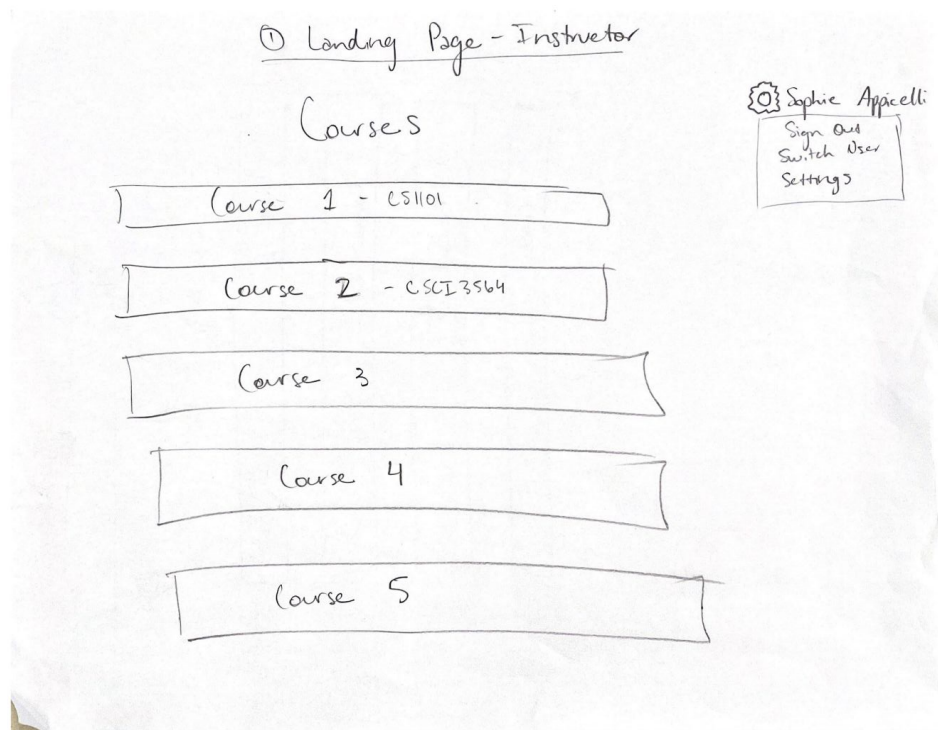 ① Landing Page - Instructor
Courses
Sophie Appicelli
Sign Out
Switch User
Settings
Course 1 - CS1101
Course 2 - CSCI3564
Course 3
Course 4
Course 5